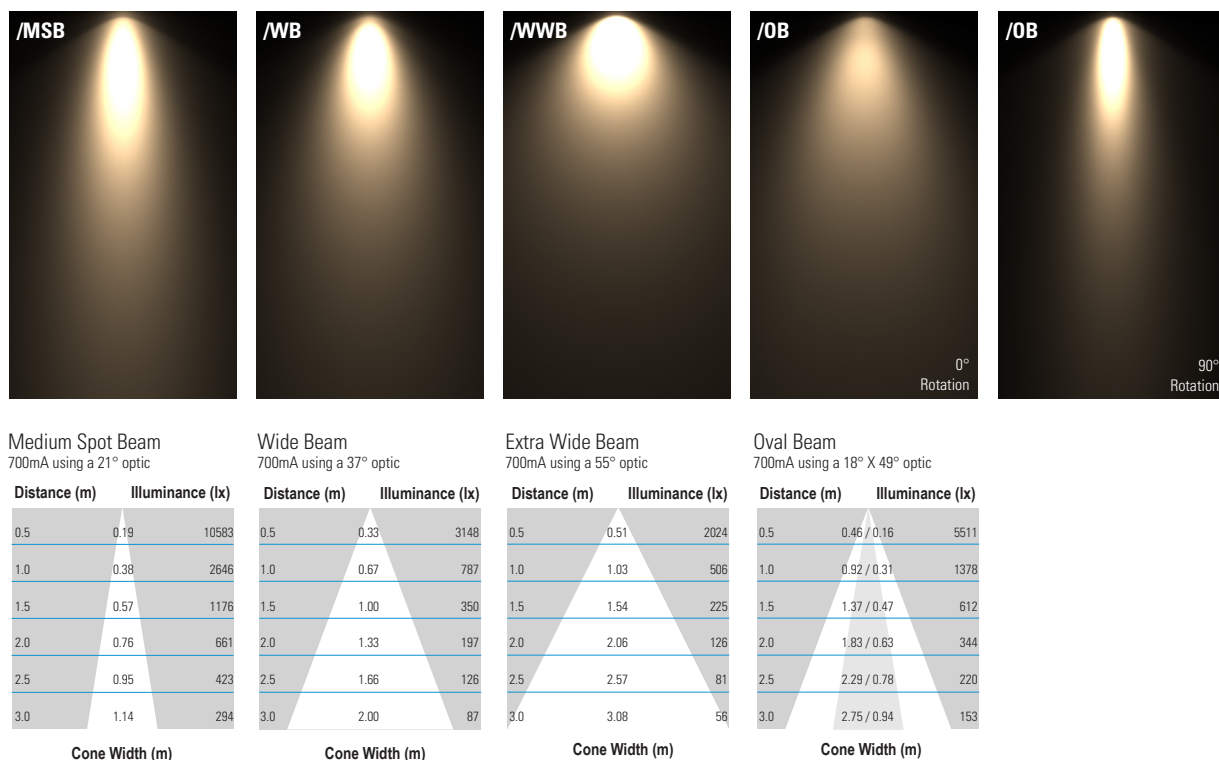 /MSB
/WB
/WWB
/OB
0°
Rotation
/OB
90°
Rotation
Medium Spot Beam
700mA using a 21° optic
Distance (m) Illuminance (lx)
0.5 0.19 10583
1.0 0.38 2646
1.5 0.57 1176
2.0 0.76 661
2.5 0.95 423
3.0 1.14 294
Cone Width (m)
Wide Beam
700mA using a 37° optic
Distance (m) Illuminance (lx)
0.5 0.33 3148
1.0 0.67 787
1.5 1.00 350
2.0 1.33 197
2.5 1.66 126
3.0 2.00 87
Cone Width (m)
Extra Wide Beam
700mA using a 55° optic
Distance (m) Illuminance (lx)
0.5 0.51 2024
1.0 1.03 506
1.5 1.54 225
2.0 2.06 126
2.5 2.57 81
3.0 3.08 56
Cone Width (m)
Oval Beam
700mA using a 18° X 49° optic
Distance (m) Illuminance (lx)
0.5 0.46 / 0.16 5511
1.0 0.92 / 0.31 1378
1.5 1.37 / 0.47 612
2.0 1.83 / 0.63 344
2.5 2.29 / 0.78 220
3.0 2.75 / 0.94 153
Cone Width (m)